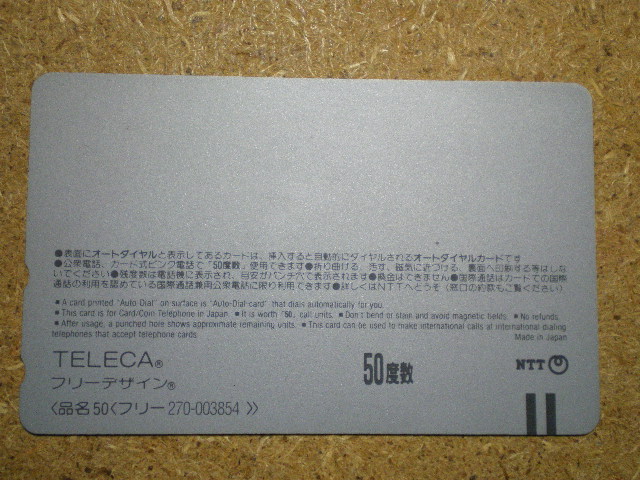 ●表面にオートダイヤルと表示してあるカードは、挿入すると自動的にダイヤルされるオートダイヤルカードです
●公衆電話、カード式ピンク電話で「50度数」使用できます●折り曲げる、汚す、磁気に近づける、裏面へ印刷する等はしな
いでください●残度数は電話機に表示され、目安がパンチ穴で表示されます●換金はできません●国際通話はカードでの国際
通話の利用を認めている国際通話兼用公衆電話に限り利用できます●詳しくはNTTへどうぞ（窓口の約款もご覧ください）
■ A card printed "Auto Dial" on surface is "Auto-Dial-card" that dials automatically for you.
■ This card is for Card/Coin Telephone in Japan. ■ It is worth "50" call units. ■ Don't bend or stain and avoid magnetic fields. ■ No refunds.
■ After usage, a punched hole shows approximate remaining units. ■ This card can be used to make international calls at international dialing
telephones that accept telephone cards.
Made in Japan
TELECA®
フリーデザイン®
50度数
NTT
〈品名50〈フリー270-003854 〉〉